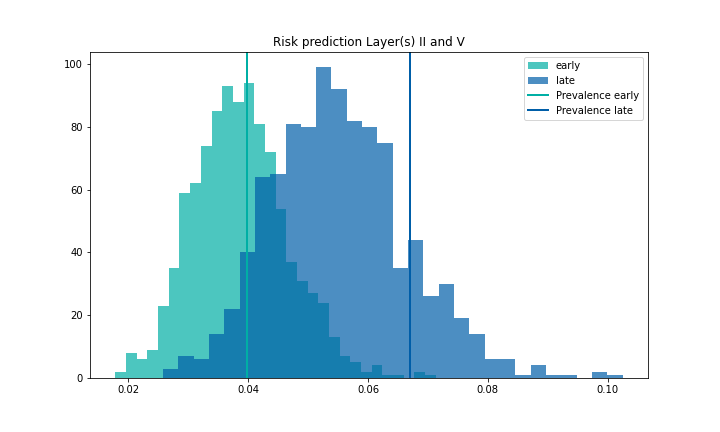 Risk prediction Layer(s) II and V
early
late
Prevalence early
Prevalence late
100
80
60
40
20
0
0.02 0.04 0.06 0.08 0.10